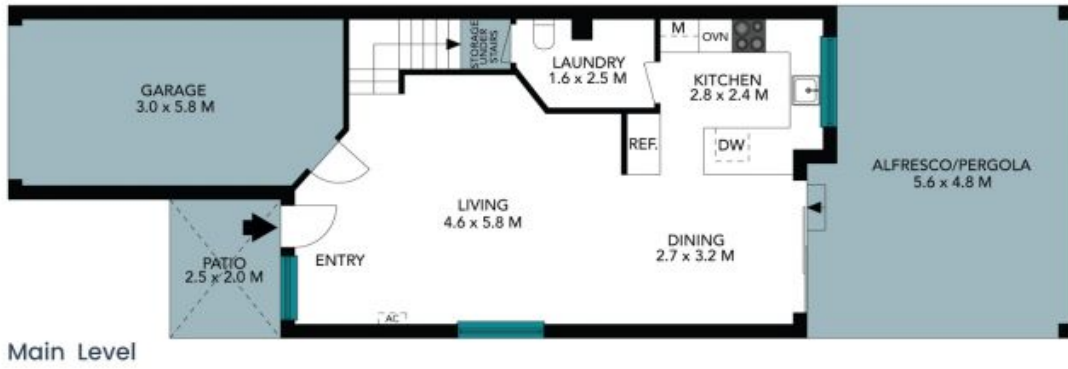 GARAGE
3.0 x 5.8 M
STORAGE
UNDER
STAIRS
LAUNDRY
1.6 x 2.5 M
M
OVN
KITCHEN
2.8 x 2.4 M
REF.
DW
ALFRESCO/PERGOLA
5.6 x 4.8 M
LIVING
4.6 x 5.8 M
DINING
2.7 x 3.2 M
PATIO
2.5 x 2.0 M
ENTRY
AC
Main Level